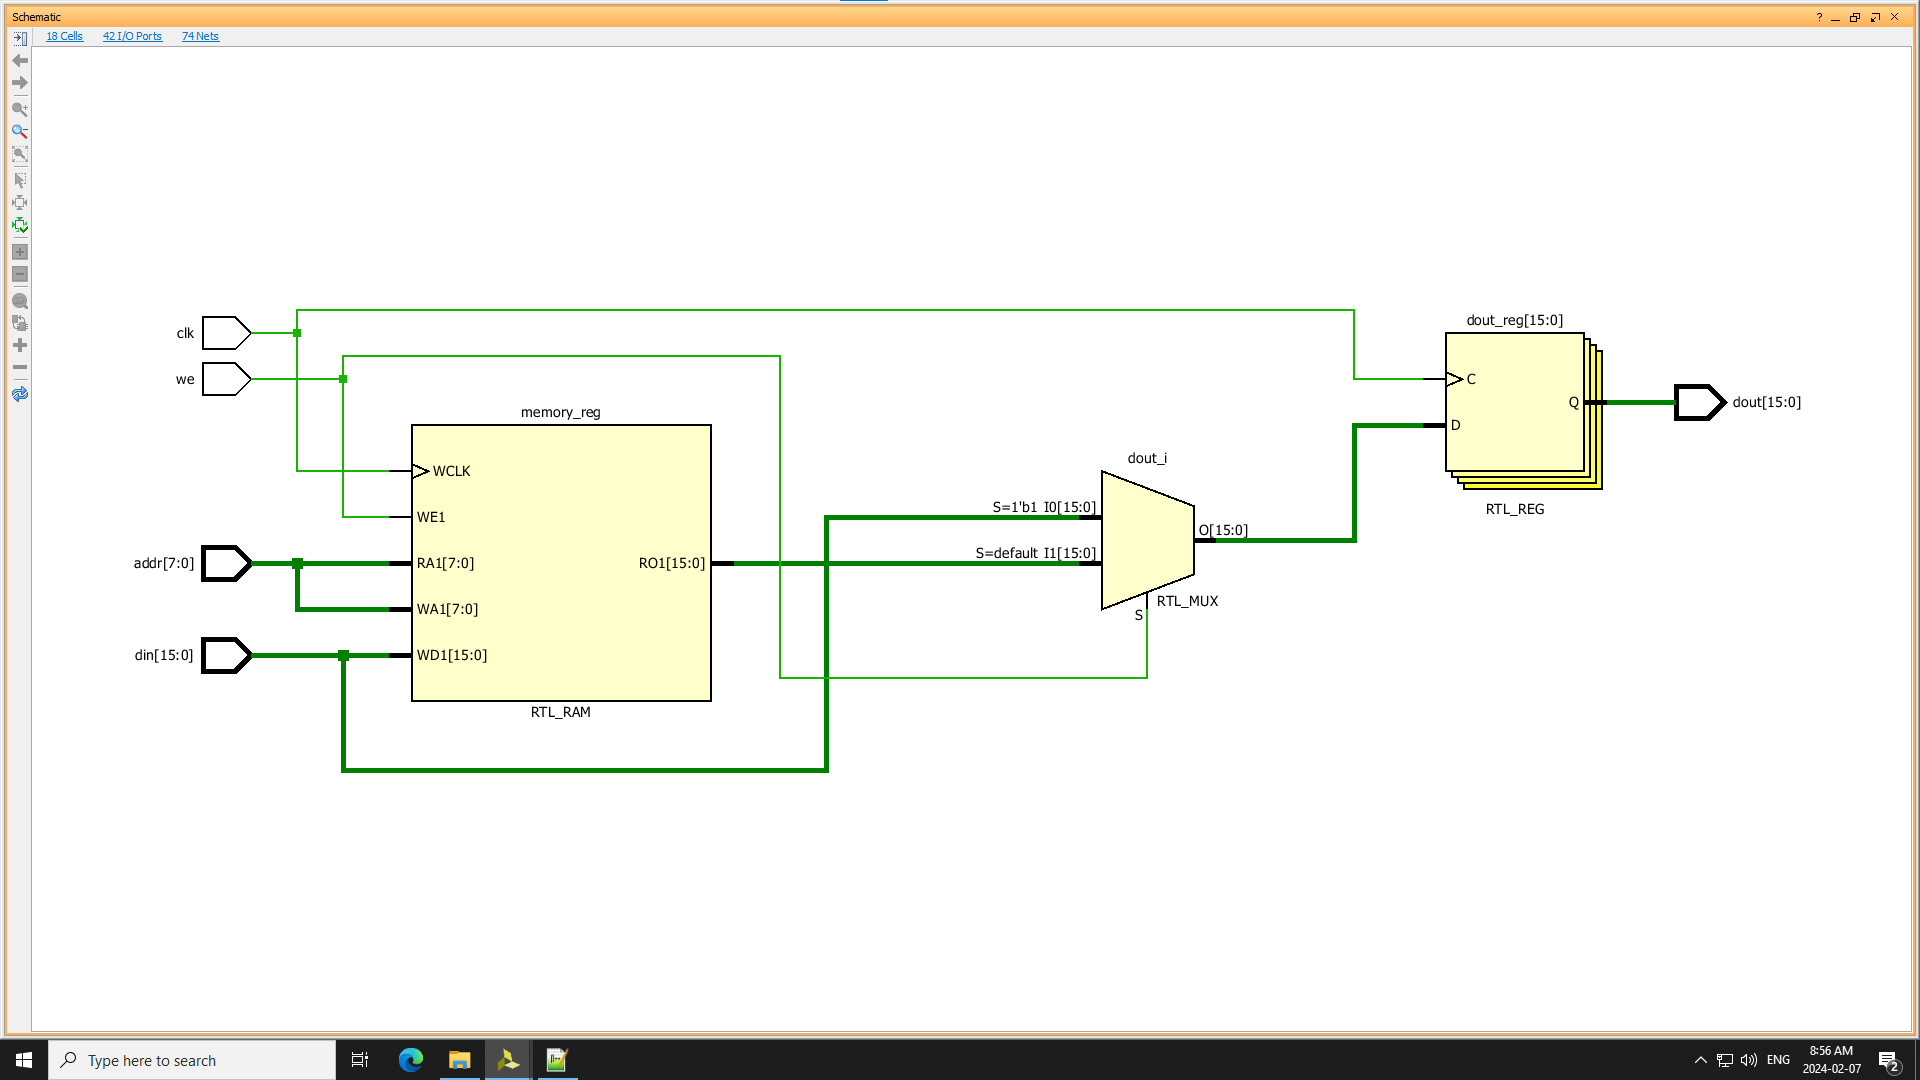 Schematic
?
18 Cells 42 I/O Ports 74 Nets
clk
we
addr[7:0]
din[15:0]
memory_reg
WCLK
WE1
RA1[7:0]
WA1[7:0]
WD1[15:0]
RO1[15:0]
RTL_RAM
dout_i
S=1'b1 I0[15:0]
S=default I1[15:0]
O[15:0]
S
RTL_MUX
dout_reg[15:0]
C
D
Q
RTL_REG
dout[15:0]
Type here to search
ENG
8:56 AM
2024-02-07
2